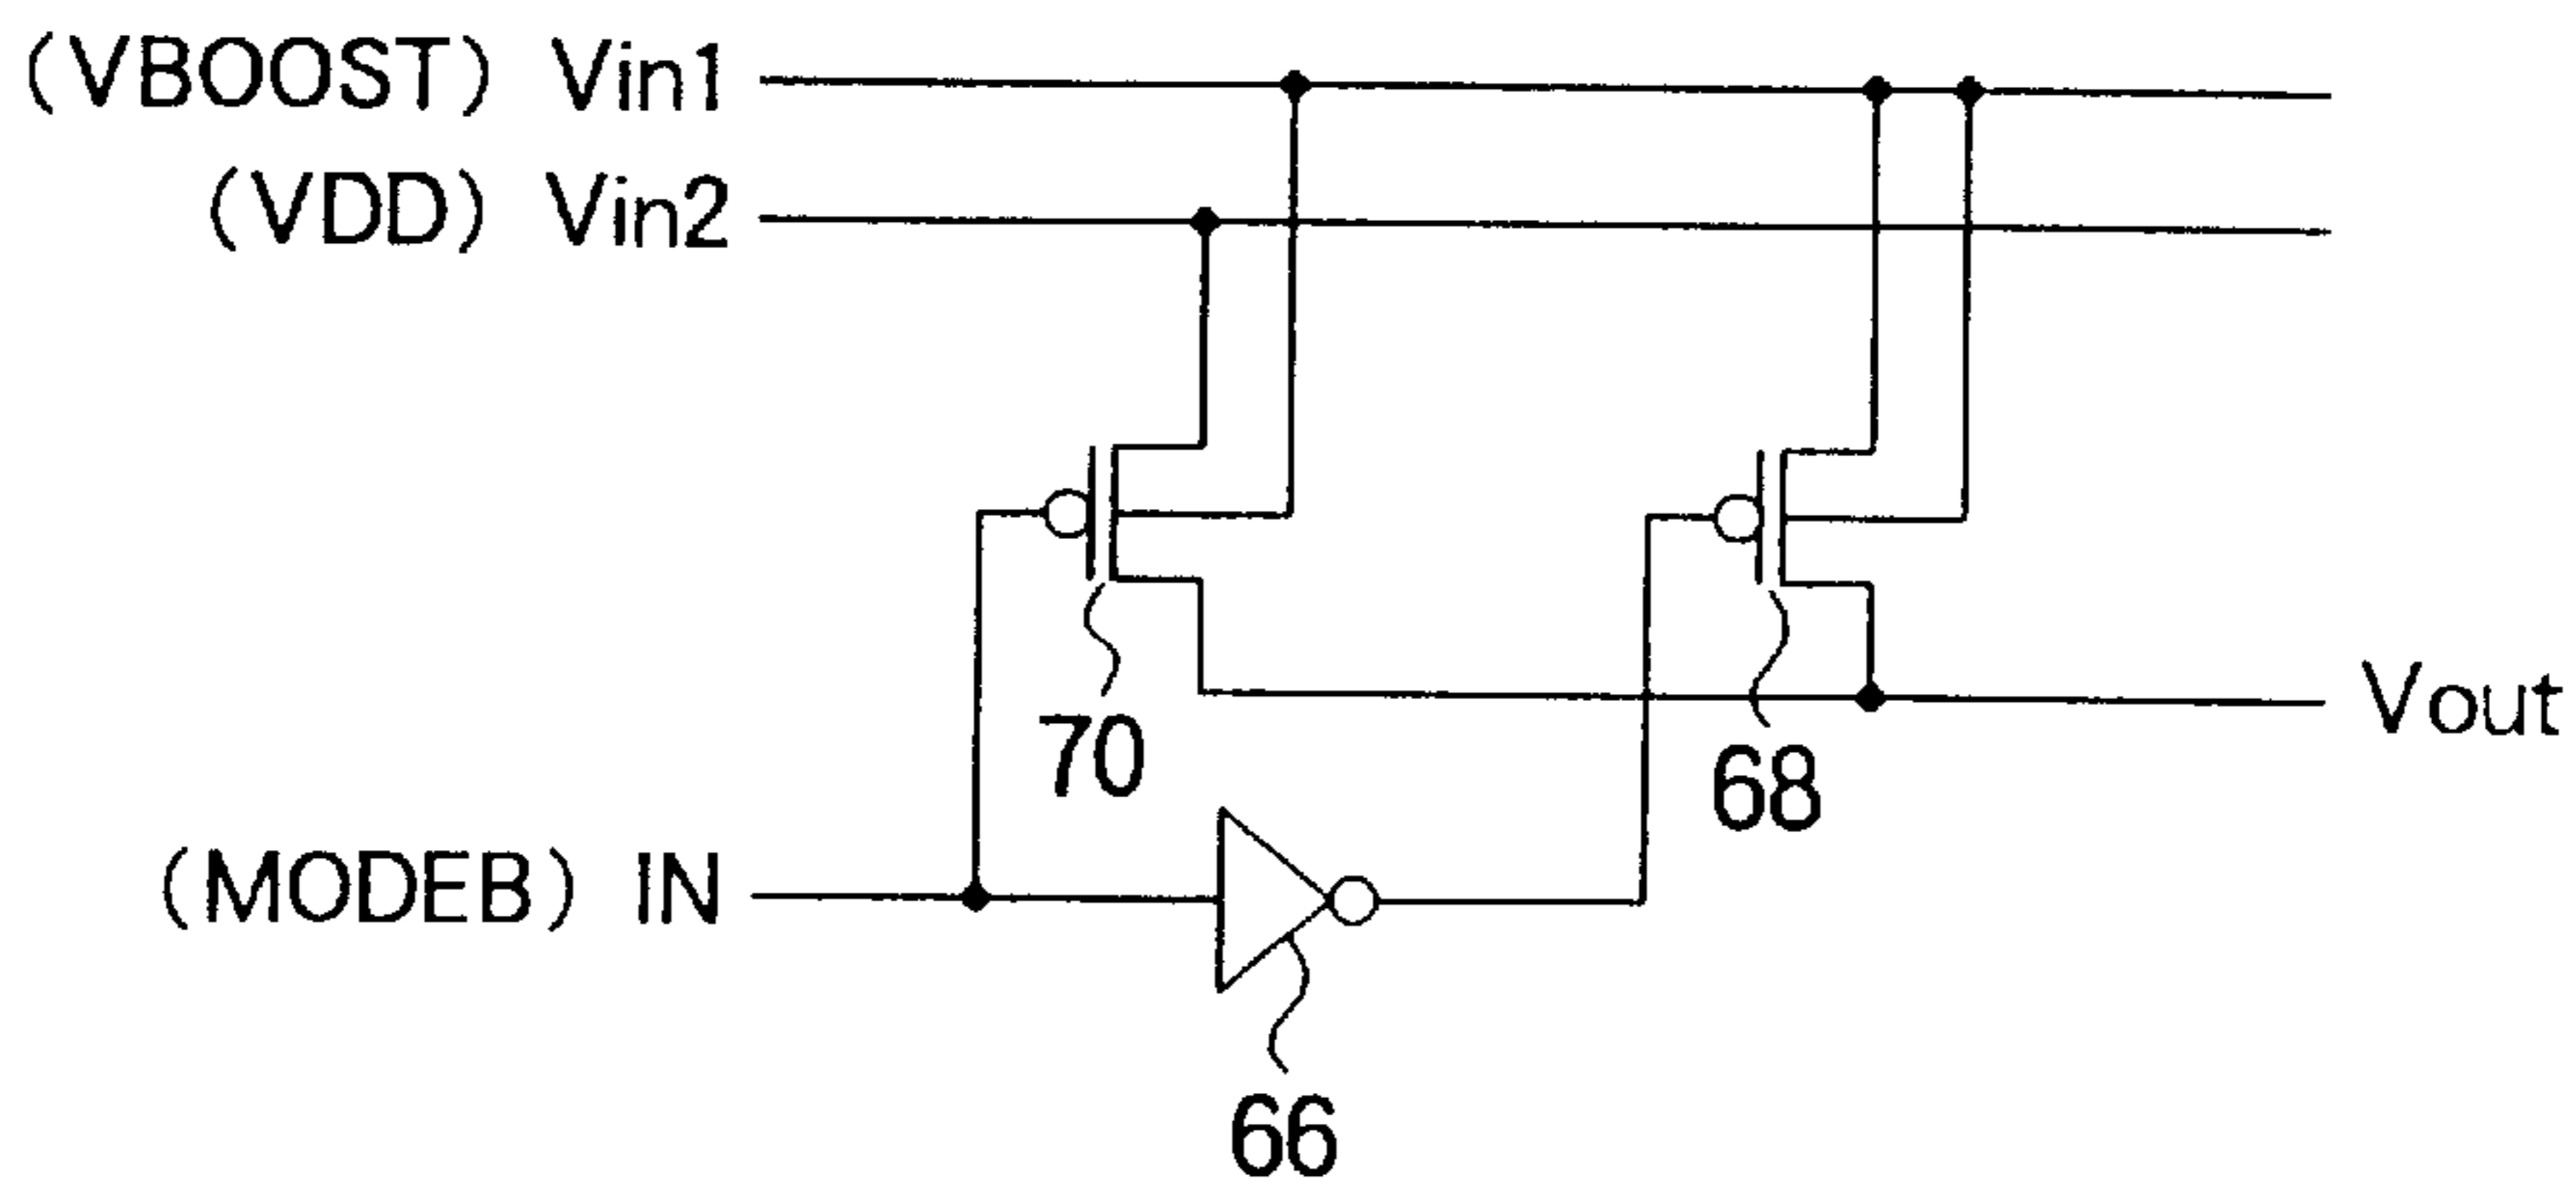 (VBOOST) Vin1
(VDD) Vin2
70
68
Vout
(MODEB) IN
66